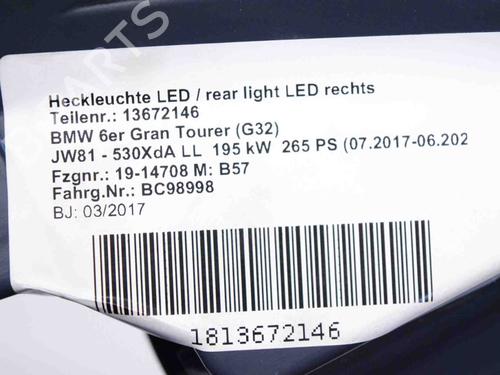 PARTS
Heckleuchte LED / rear light LED rechts
Teilenr.: 13672146
BMW 6er Gran Tourer (G32)
JW81 - 530XdA LL 195 kW 265 PS (07.2017-06.202
Fzgnr.: 19-14708 M: B57
Fahrg.Nr.: BC98998
BJ: 03/2017
1813672146